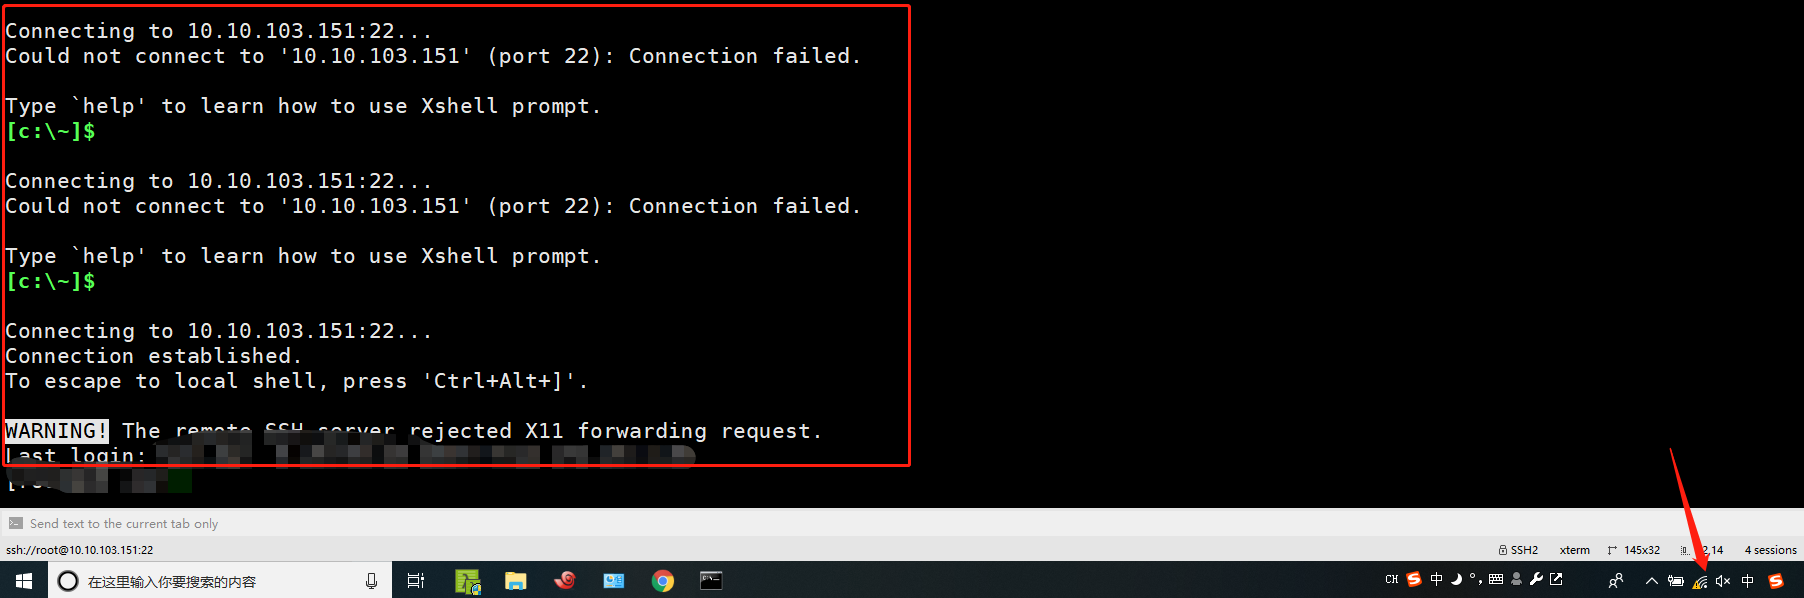 Connecting to 10.10.103.151:22...
Could not connect to '10.10.103.151' (port 22): Connection failed.
Type `help' to learn how to use Xshell prompt.
[c:\~]$
Connecting to 10.10.103.151:22...
Could not connect to '10.10.103.151' (port 22): Connection failed.
Type `help' to learn how to use Xshell prompt.
[c:\~]$
Connecting to 10.10.103.151:22...
Connection established.
To escape to local shell, press 'Ctrl+Alt+]'.
WARNING! The remote SSH server rejected X11 forwarding request.
Last login:
Send text to the current tab only
ssh://root@10.10.103.151:22 SSH2 xterm 145x32 2,14 4 sessions
在这里输入你要搜索的内容 CH 中 中